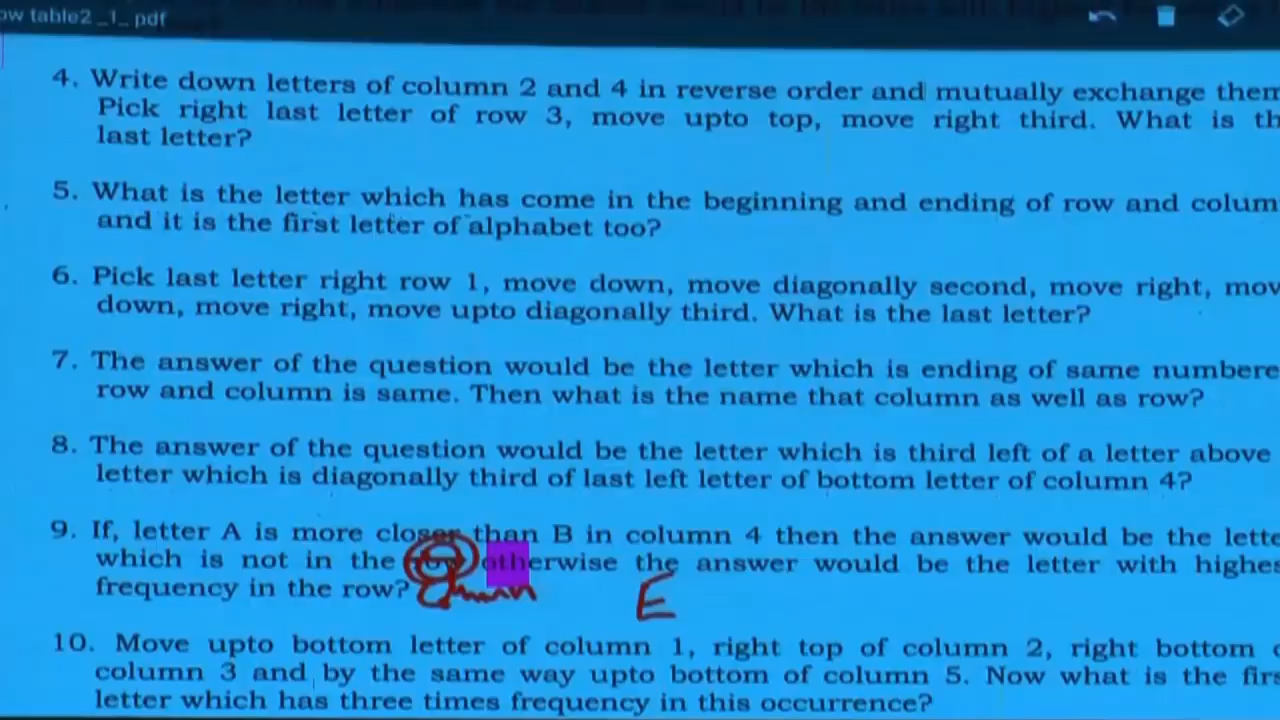 ow table2 _1_ pdf
4. Write down letters of column 2 and 4 in reverse order and mutually exchange them
Pick right last letter of row 3, move upto top, move right third. What is th
last letter?
5. What is the letter which has come in the beginning and ending of row and colum
and it is the first letter of alphabet too?
6. Pick last letter right row 1, move down, move diagonally second, move right, mov
down, move right, move upto diagonally third. What is the last letter?
7. The answer of the question would be the letter which is ending of same numbere
row and column is same. Then what is the name that column as well as row?
8. The answer of the question would be the letter which is third left of a letter above
letter which is diagonally third of last left letter of bottom letter of column 4?
9. If, letter A is more closer than B in column 4 then the answer would be the lette
which is not in the otherwise the answer would be the letter with highes
frequency in the row? E
10. Move upto bottom letter of column 1, right top of column 2, right bottom o
column 3 and by the same way upto bottom of column 5. Now what is the firs
letter which has three times frequency in this occurrence?